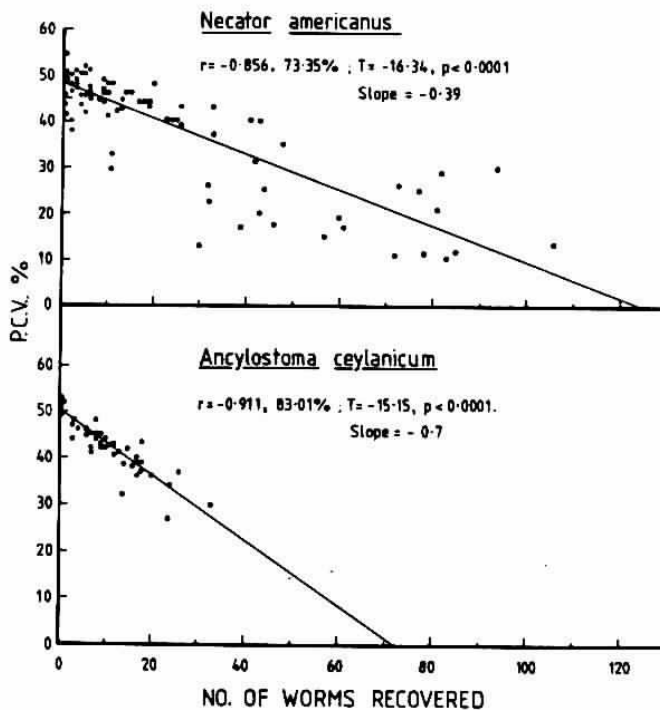 Necator americanus
r= -0.856, 73.35% ; T= -16.34, p< 0.0001
Slope = -0.39
60
50
40
30
20
10
0
P.C.V. %
Ancylostoma ceylanicum
r= -0.911, 83.01% ; T= -15.15, p< 0.0001.
Slope = - 0.7
60
50
40
30
20
10
0
0 20 40 60 80 100 120
NO. OF WORMS RECOVERED